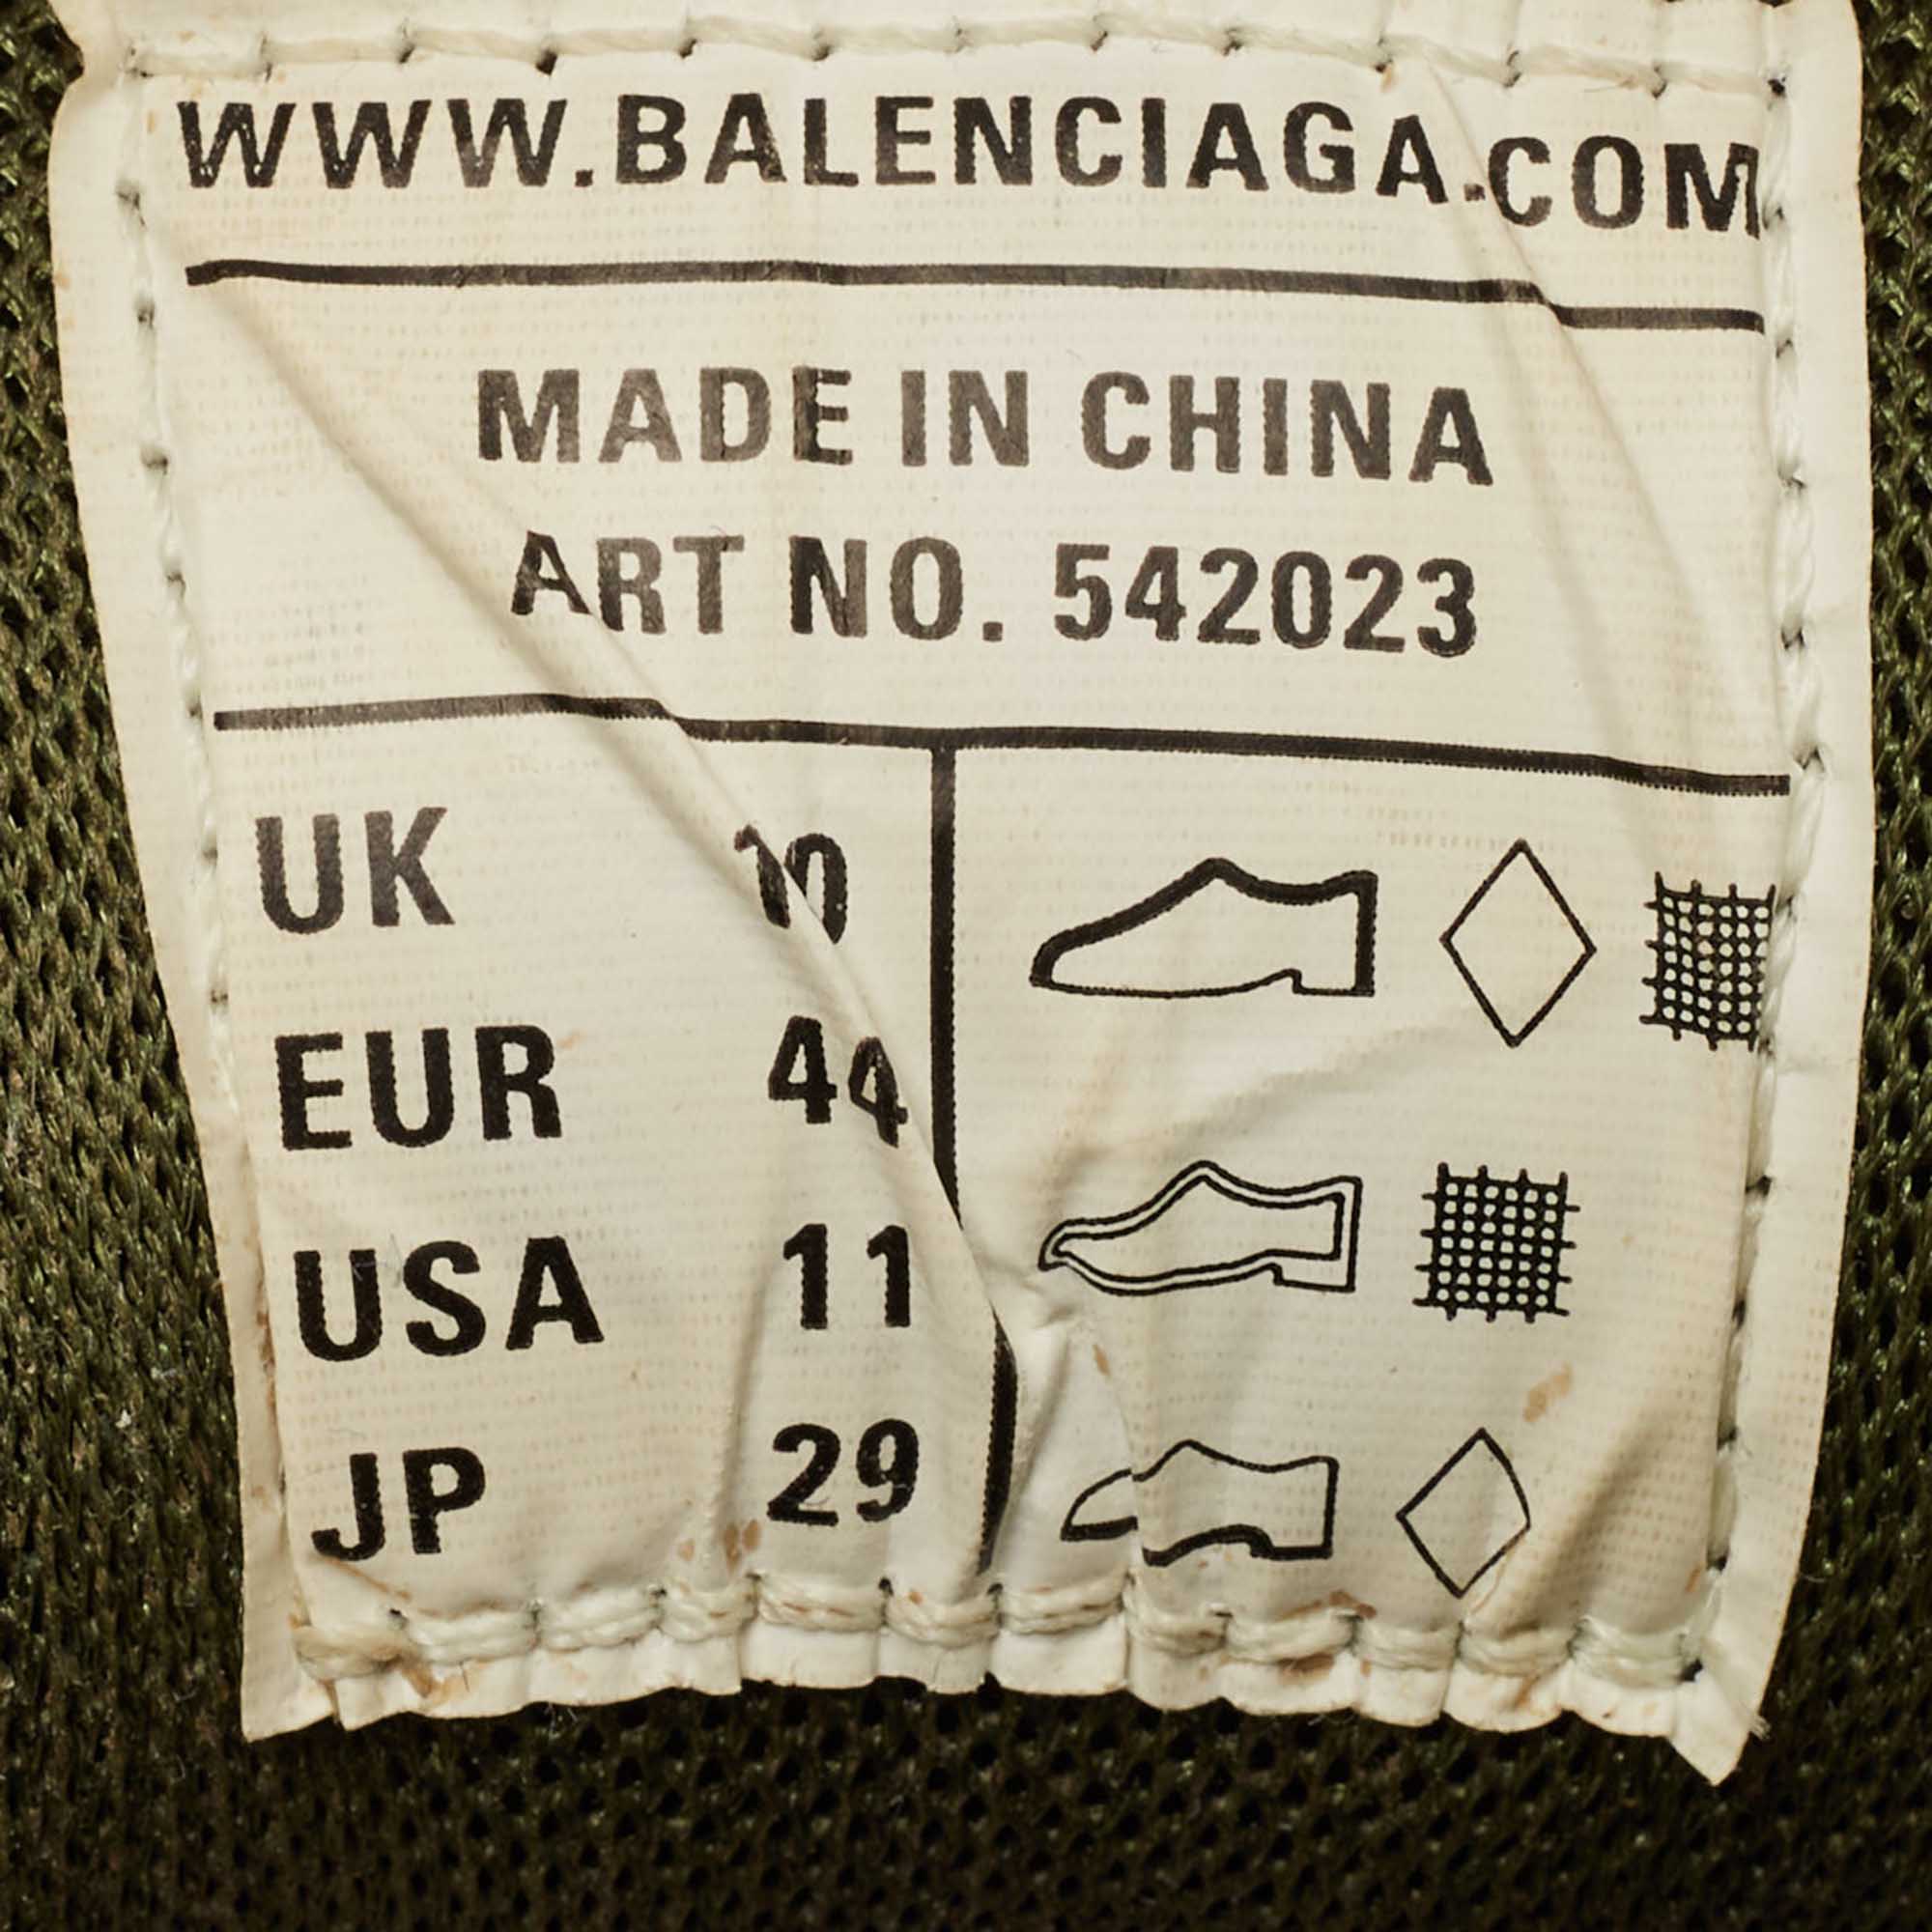 WWW.BALENCIAGA.COM
MADE IN CHINA
ART NO. 542023
UK 10
EUR 44
USA 11
JP 29